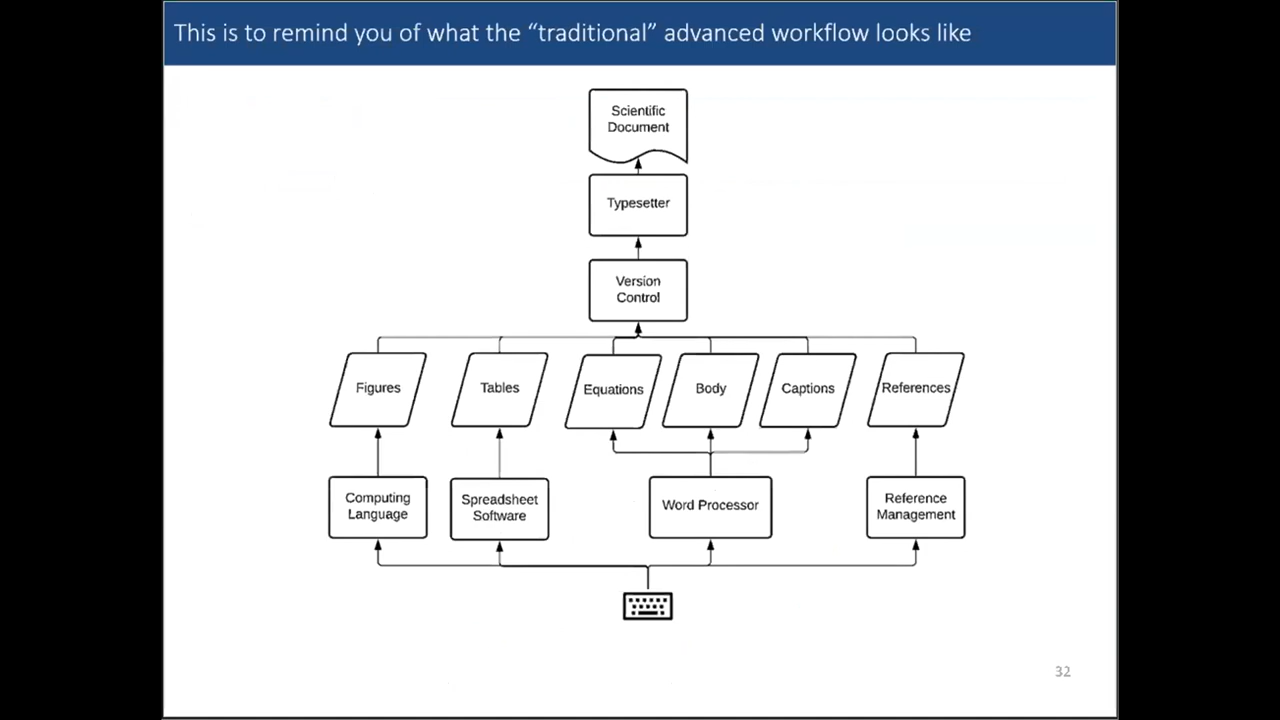 This is to remind you of what the “traditional” advanced workflow looks like
Scientific
Document
Typesetter
Version
Control
Figures
Tables
Equations
Body
Captions
References
Computing
Language
Spreadsheet
Software
Word Processor
Reference
Management
32